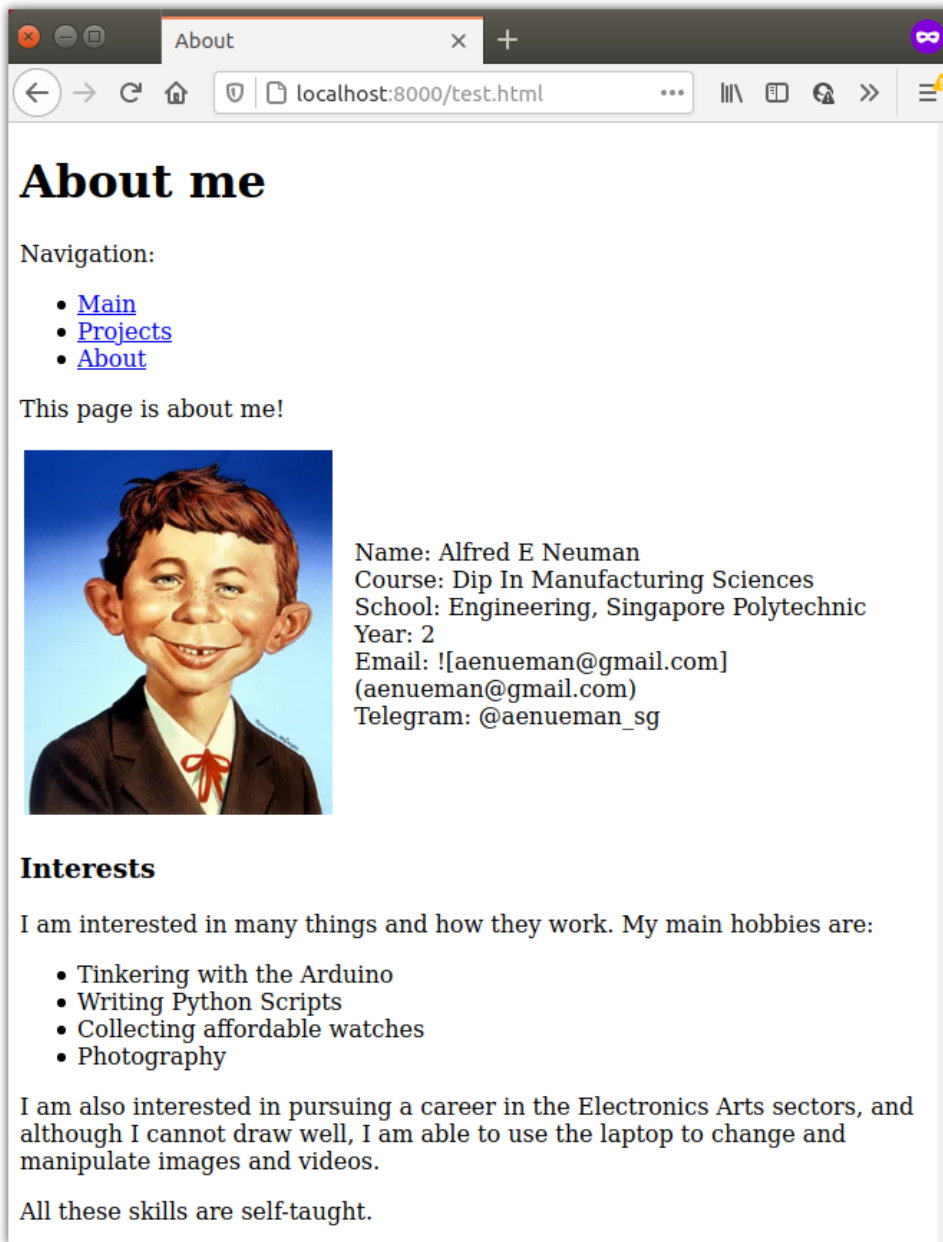 About
localhost:8000/test.html
About me
Navigation:
Main
Projects
About
This page is about me!
Name: Alfred E Neuman
Course: Dip In Manufacturing Sciences
School: Engineering, Singapore Polytechnic
Year: 2
Email: ![aenueman@gmail.com]
(aenueman@gmail.com)
Telegram: @aenueman_sg
Interests
I am interested in many things and how they work. My main hobbies are:
Tinkering with the Arduino
Writing Python Scripts
Collecting affordable watches
Photography
I am also interested in pursuing a career in the Electronics Arts sectors, and
although I cannot draw well, I am able to use the laptop to change and
manipulate images and videos.
All these skills are self-taught.